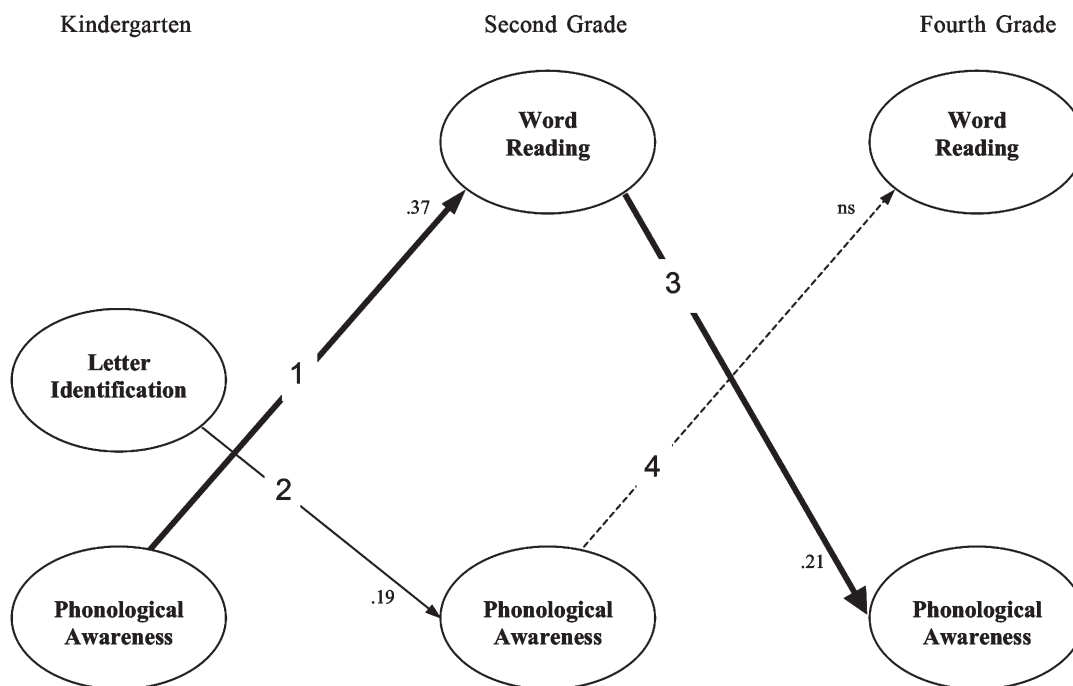 Kindergarten
Second Grade
Fourth Grade
Word
Reading
Word
Reading
.37
ns
3
Letter
Identification
1
4
2
.21
.19
Phonological
Awareness
Phonological
Awareness
Phonological
Awareness